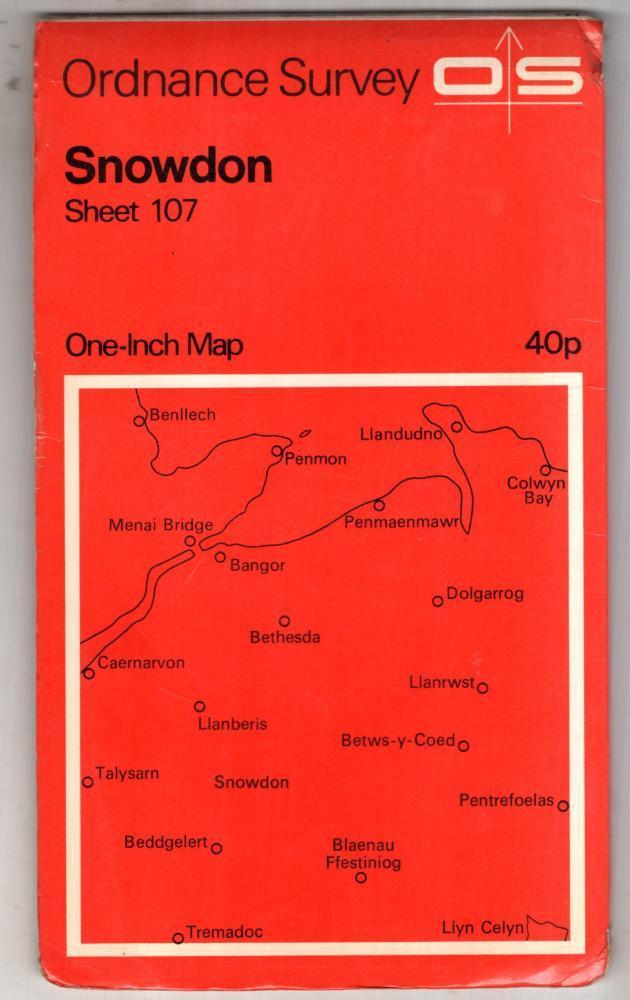 Ordnance Survey OS
Snowdon
Sheet 107
One-Inch Map 40p
Benllech
Llandudno
Penmon
Colwyn
Bay
Menai Bridge
Penmaenmawr
Bangor
Dolgarrog
Bethesda
Caernarvon
Llanrwst
Llanberis
Betws-y-Coed
Talysarn
Snowdon
Pentrefoelas
Beddgelert
Blaenau
Ffestiniog
Tremadoc
Llyn Celyn